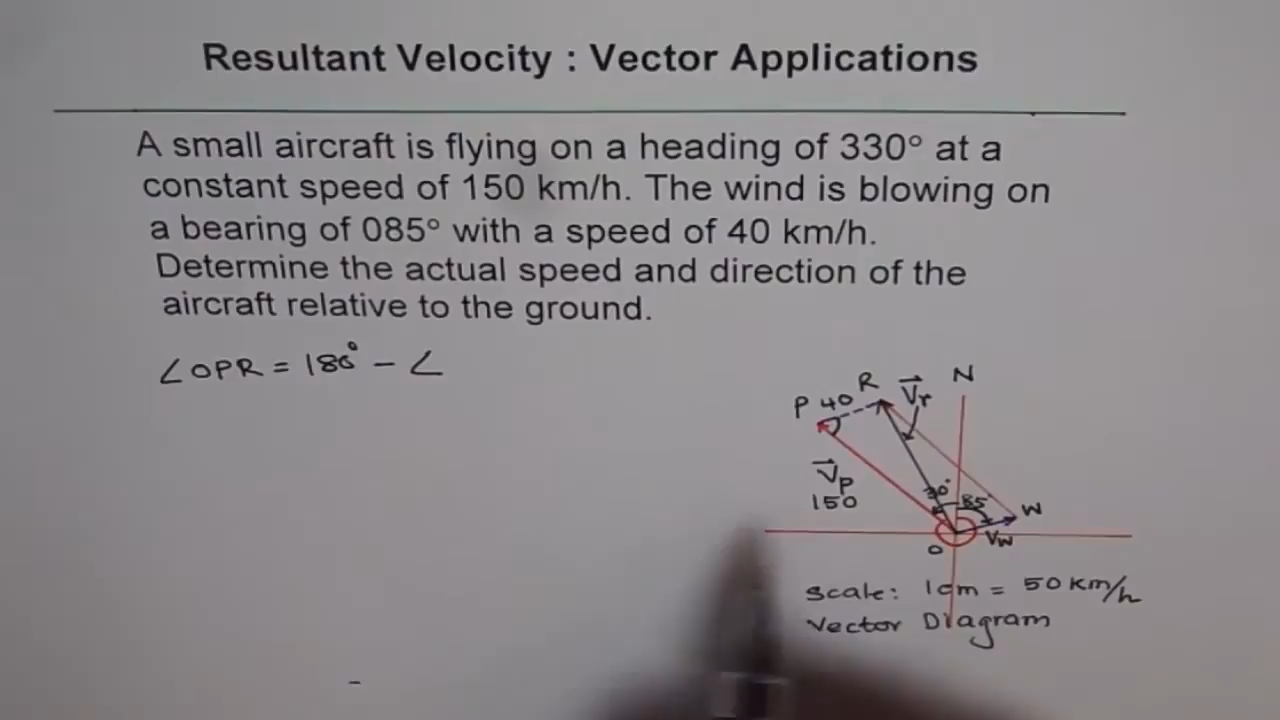 Resultant Velocity : Vector Applications
A small aircraft is flying on a heading of 330° at a
constant speed of 150 km/h. The wind is blowing on
a bearing of 085° with a speed of 40 km/h.
Determine the actual speed and direction of the
aircraft relative to the ground.
∠OPR = 180° − ∠
N
R
V⃗r
P 40
V⃗p
150
30°
85°
W
Vw
O
Scale: 1cm = 50 km/h
Vector Diagram